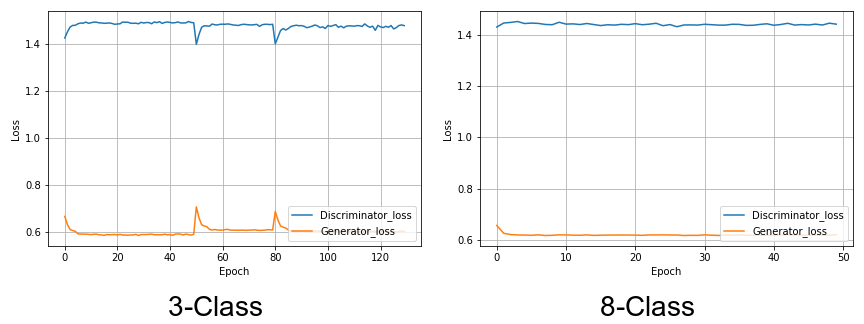 1.4
1.2
1.0
0.8
0.6
Loss
0 20 40 60 80 100 120
Epoch
Discriminator_loss
Generator_loss
3-Class
1.4
1.2
1.0
0.8
0.6
Loss
0 10 20 30 40 50
Epoch
Discriminator_loss
Generator_loss
8-Class